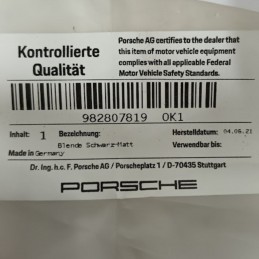 Kontrollierte
Qualität
Porsche AG certifies to the dealer that
this item of motor vehicle equipment
complies with all applicable Federal
Motor Vehicle Safety Standards.
982807819 OK1
Inhalt: 1 Bezeichnung: Herstelldatum: 04.06.21
Blende Schwarz-Matt Verwendbar bis:
Made in Germany
Dr. Ing. h.c. F. Porsche AG / Porscheplatz 1 / D-70435 Stuttgart
PORSCHE